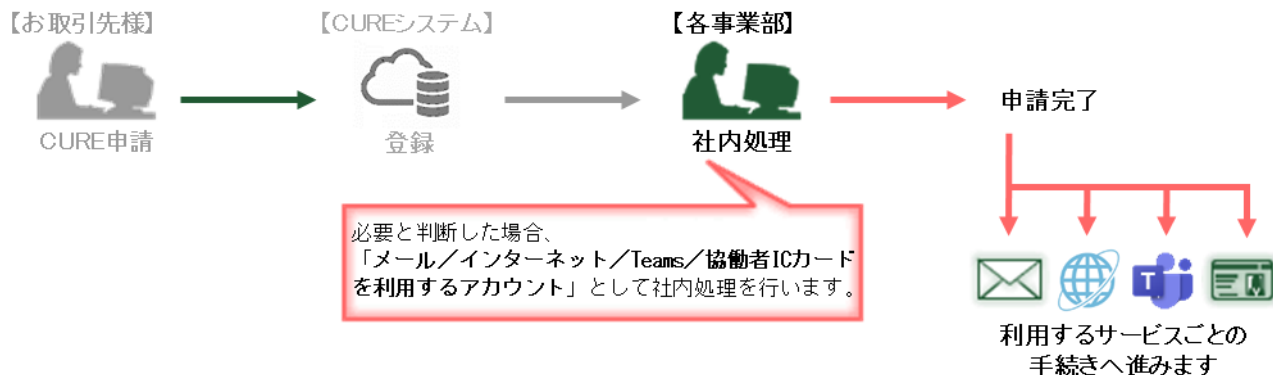 【お取引先様】
【CUREシステム】
【各事業部】
CURE申請
登録
社内処理
申請完了
必要と判断した場合、
「メール／インターネット／Teams／協働者ICカード
を利用するアカウント」として社内処理を行います。
利用するサービスごとの
手続きへ進みます